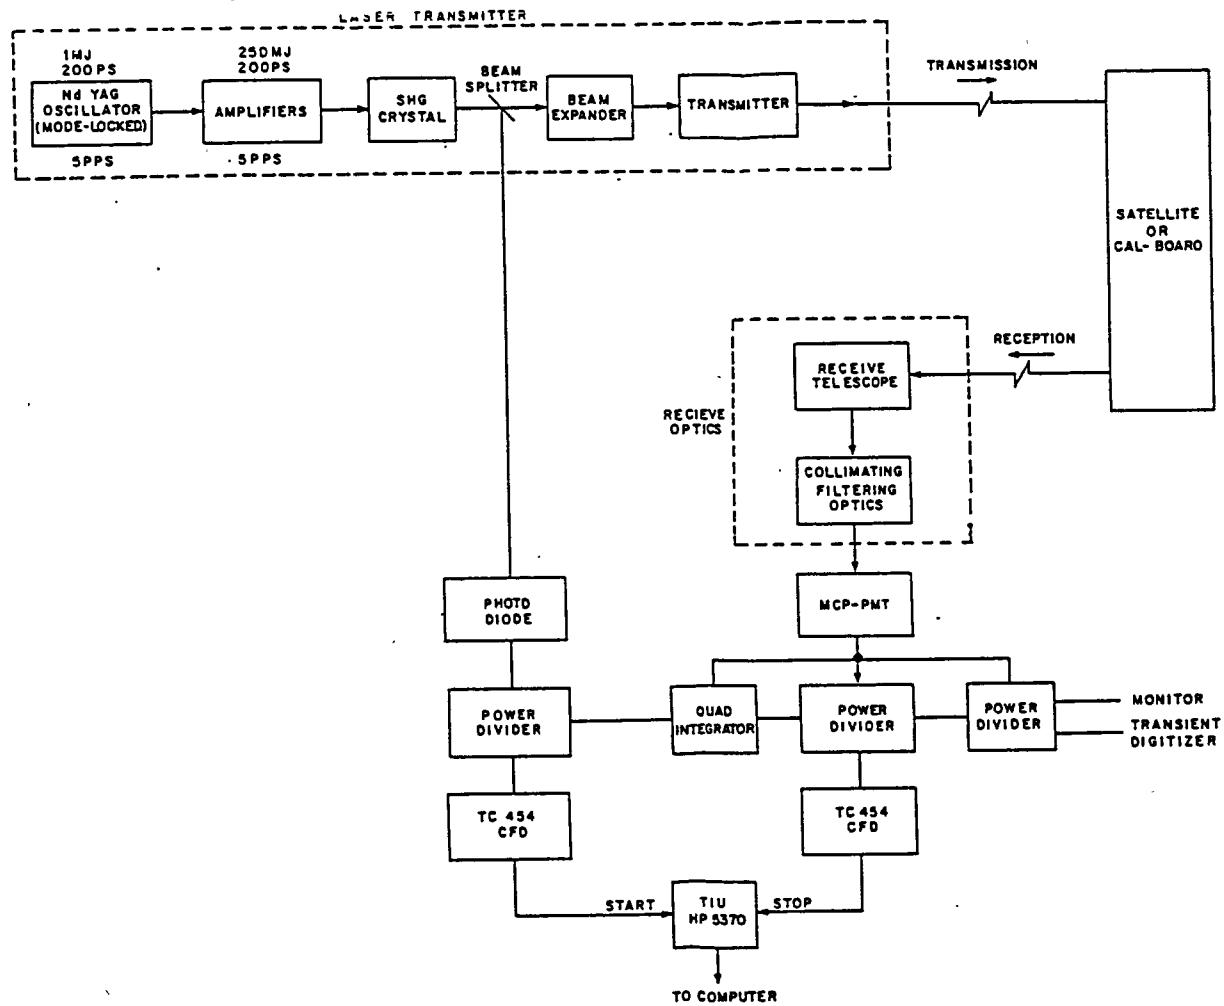 LASER TRANSMITTER
1MJ
200PS
Nd YAG
OSCILLATOR
(MODE-LOCKED)
5PPS
250MJ
200PS
AMPLIFIERS
5PPS
SHG
CRYSTAL
BEAM
SPLITTER
BEAM
EXPANDER
TRANSMITTER
TRANSMISSION
SATELLITE
OR
CAL-BOARD
RECEPTION
RECEIVE
TELESCOPE
RECIEVE
OPTICS
COLLIMATING
FILTERING
OPTICS
PHOTO
DIODE
MCP-PMT
POWER
DIVIDER
QUAD
INTEGRATOR
POWER
DIVIDER
POWER
DIVIDER
MONITOR
TRANSIENT
DIGITIZER
TC 454
CFD
TC 454
CFD
START
TIU
HP 5370
STOP
TO COMPUTER